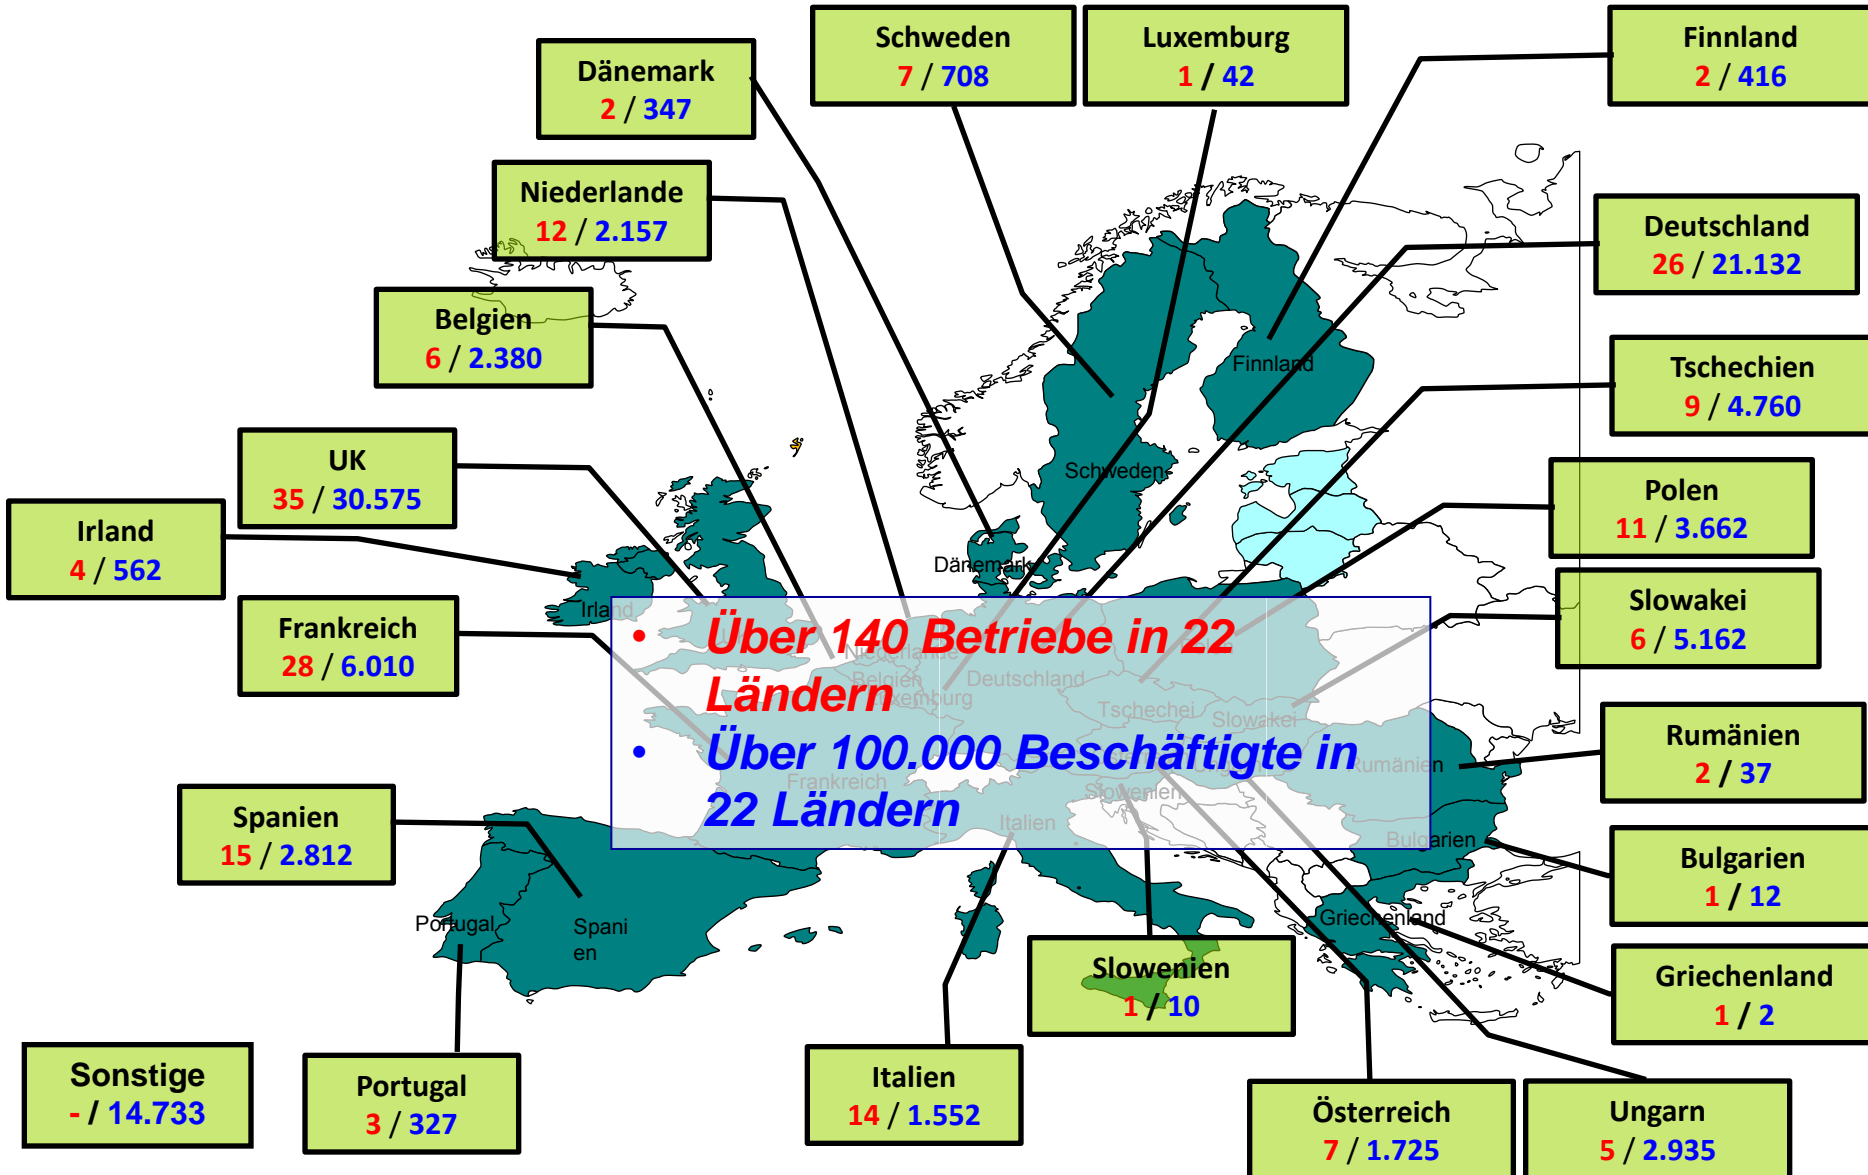 Schweden
7 / 708
Luxemburg
1 / 42
Finnland
2 / 416
Dänemark
2 / 347
Niederlande
12 / 2.157
Deutschland
26 / 21.132
Belgien
6 / 2.380
Tschechien
9 / 4.760
UK
35 / 30.575
Polen
11 / 3.662
Irland
4 / 562
Slowakei
6 / 5.162
Frankreich
28 / 6.010
Rumänien
2 / 37
Spanien
15 / 2.812
Bulgarien
1 / 12
Slowenien
1 / 10
Griechenland
1 / 2
Sonstige
- / 14.733
Portugal
3 / 327
Italien
14 / 1.552
Österreich
7 / 1.725
Ungarn
5 / 2.935
• Über 140 Betriebe in 22
Ländern
• Über 100.000 Beschäftigte in
22 Ländern
Finnland
Schweden
Dänemark
Irland
Niederlande
Belgien
Luxemburg
Deutschland
Tschechei
Slowakei
Frankreich
Slowenien
Rumänien
Italien
Bulgarien
Portugal
Spani
en
Griechenland